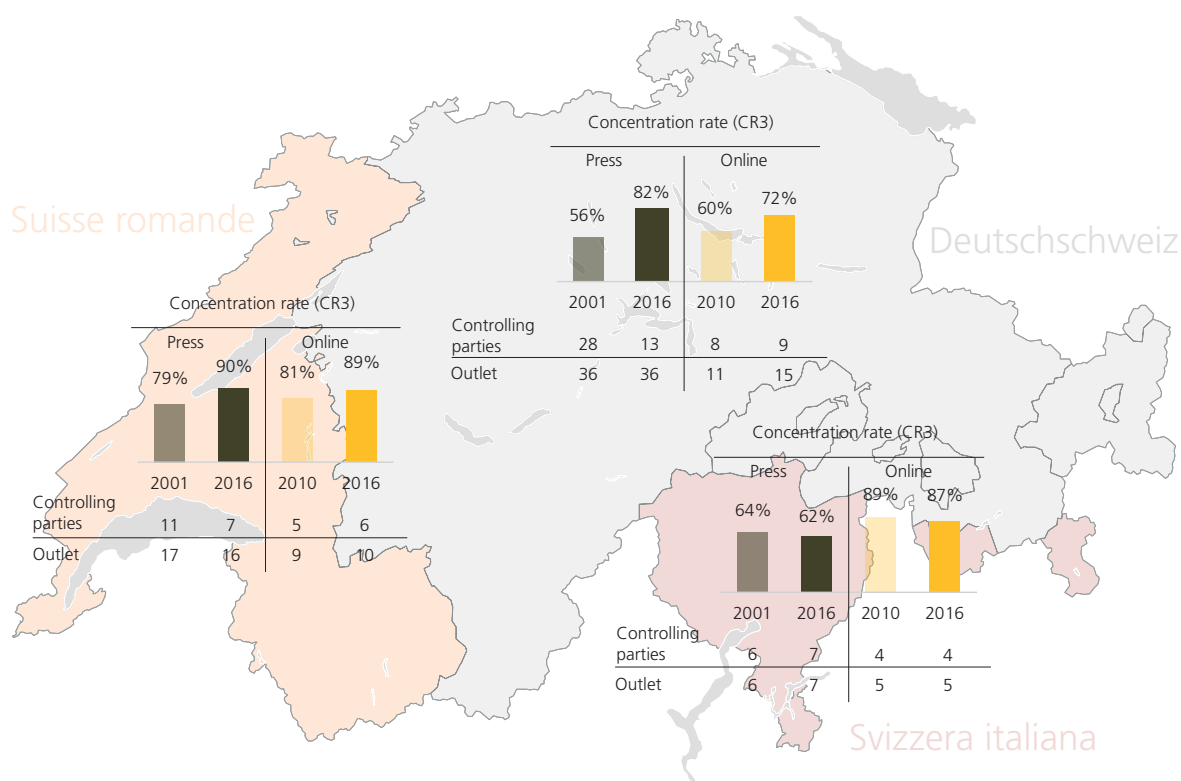 Concentration rate (CR3)
Press Online
56% 82% 60% 72%
2001 2016 2010 2016
Controlling
parties 28 13 8 9
Outlet 36 36 11 15
Suisse romande
Deutschschweiz
Concentration rate (CR3)
Press Online
79% 90% 81% 89%
2001 2016 2010 2016
Controlling
parties 11 7 5 6
Outlet 17 16 9 10
Concentration rate (CR3)
Press Online
64% 62% 89% 87%
2001 2016 2010 2016
Controlling
parties 6 7 4 4
Outlet 6 7 5 5
Svizzera italiana